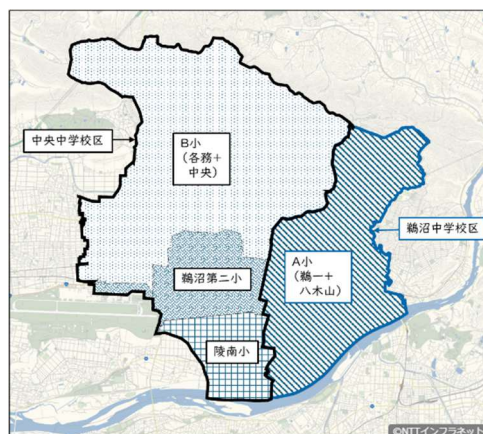 B小
(各務+
中央)
中央中学校区
鵜沼中学校区
A小
(鵜一+
八木山)
鵜沼第二小
陵南小
©NTTインフラネット